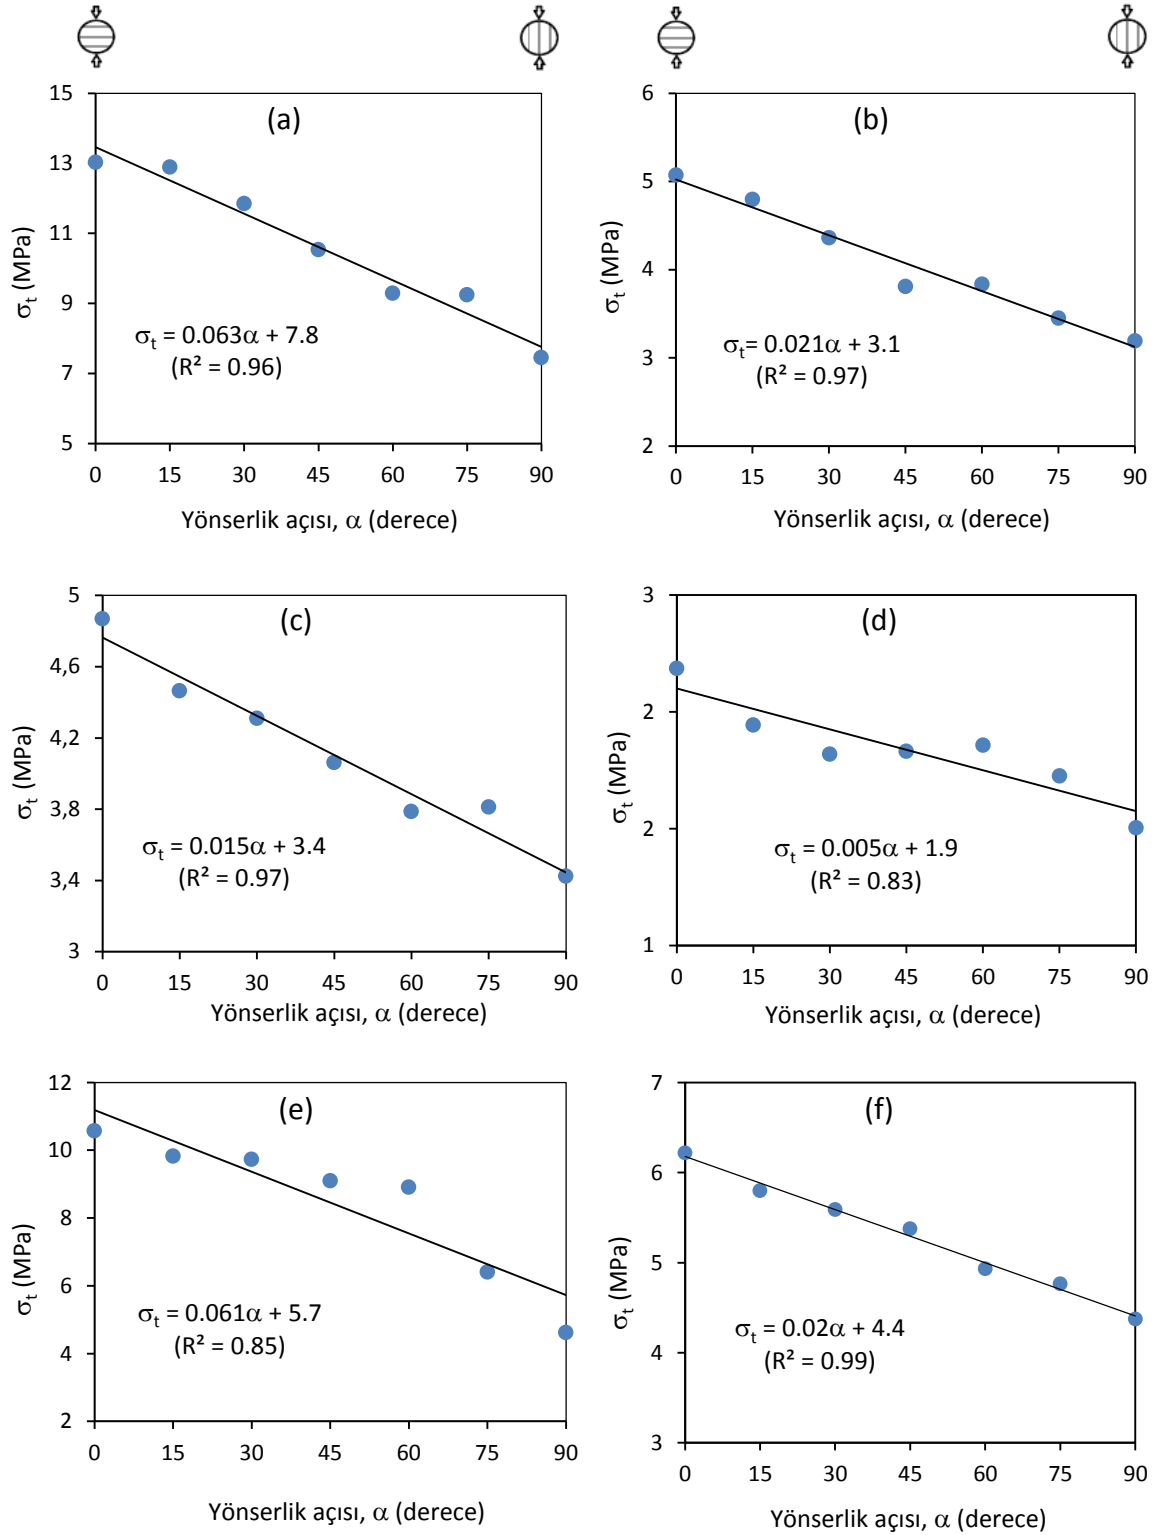 (a)
15
13
11
9
7
5
σt (MPa)
σt = 0.063α + 7.8
(R² = 0.96)
0 15 30 45 60 75 90
Yönserlik açısı, α (derece)
(b)
6
5
4
3
2
σt (MPa)
σt= 0.021α + 3.1
(R² = 0.97)
0 15 30 45 60 75 90
Yönserlik açısı, α (derece)
(c)
5
4,6
4,2
3,8
3,4
3
σt (MPa)
σt = 0.015α + 3.4
(R² = 0.97)
0 15 30 45 60 75 90
Yönserlik açısı, α (derece)
(d)
3
2
2
1
σt (MPa)
σt = 0.005α + 1.9
(R² = 0.83)
0 15 30 45 60 75 90
Yönserlik açısı, α (derece)
(e)
12
10
8
6
4
2
σt (MPa)
σt = 0.061α + 5.7
(R² = 0.85)
0 15 30 45 60 75 90
Yönserlik açısı, α (derece)
(f)
7
6
5
4
3
σt (MPa)
σt = 0.02α + 4.4
(R² = 0.99)
0 15 30 45 60 75 90
Yönserlik açısı, α (derece)